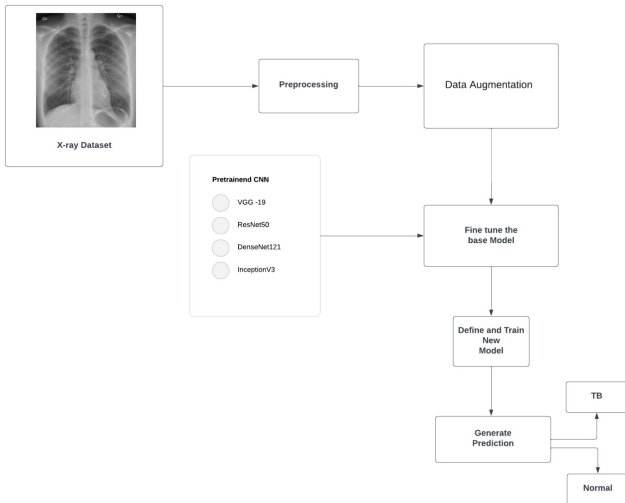 X-ray Dataset
Preprocessing
Data Augmentation
Pretrainend CNN
VGG -19
ResNet50
DenseNet121
InceptionV3
Fine tune the
base Model
Define and Train
New
Model
Generate
Prediction
TB
Normal